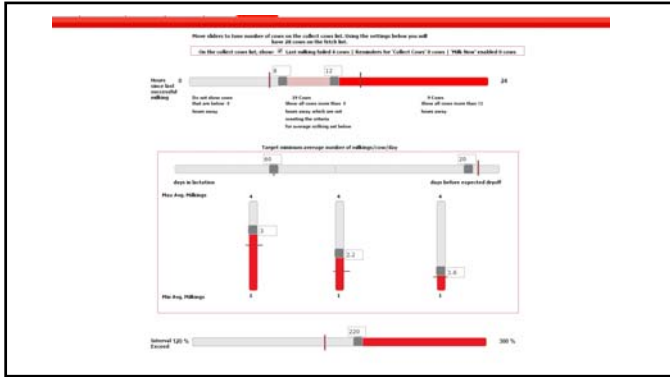 Move sliders to tune number of cows on the collect cows list. Using the settings below you will
have 28 cows on the fetch list.
On the collect cows list, show: Last milking failed 4 cows | Reminders for 'Collect Cows' 0 cows | 'Milk Now' enabled 0 cows
8 12
Hours since last successful milking
0 24
Do not show cows that are below 8 hours away
19 Cows
Show all cows more than 8 hours away which are not meeting the criteria for average milking set below
9 Cows
Show all cows more than 12 hours away
Target minimum average number of milkings/cow/day
60 20
days in lactation days before expected dryoff
Max Avg. Milkings 4 4 4
3
2.2
1.6
Min Avg. Milkings 1 1 1
220
Interval Exceed
120 % 300 %